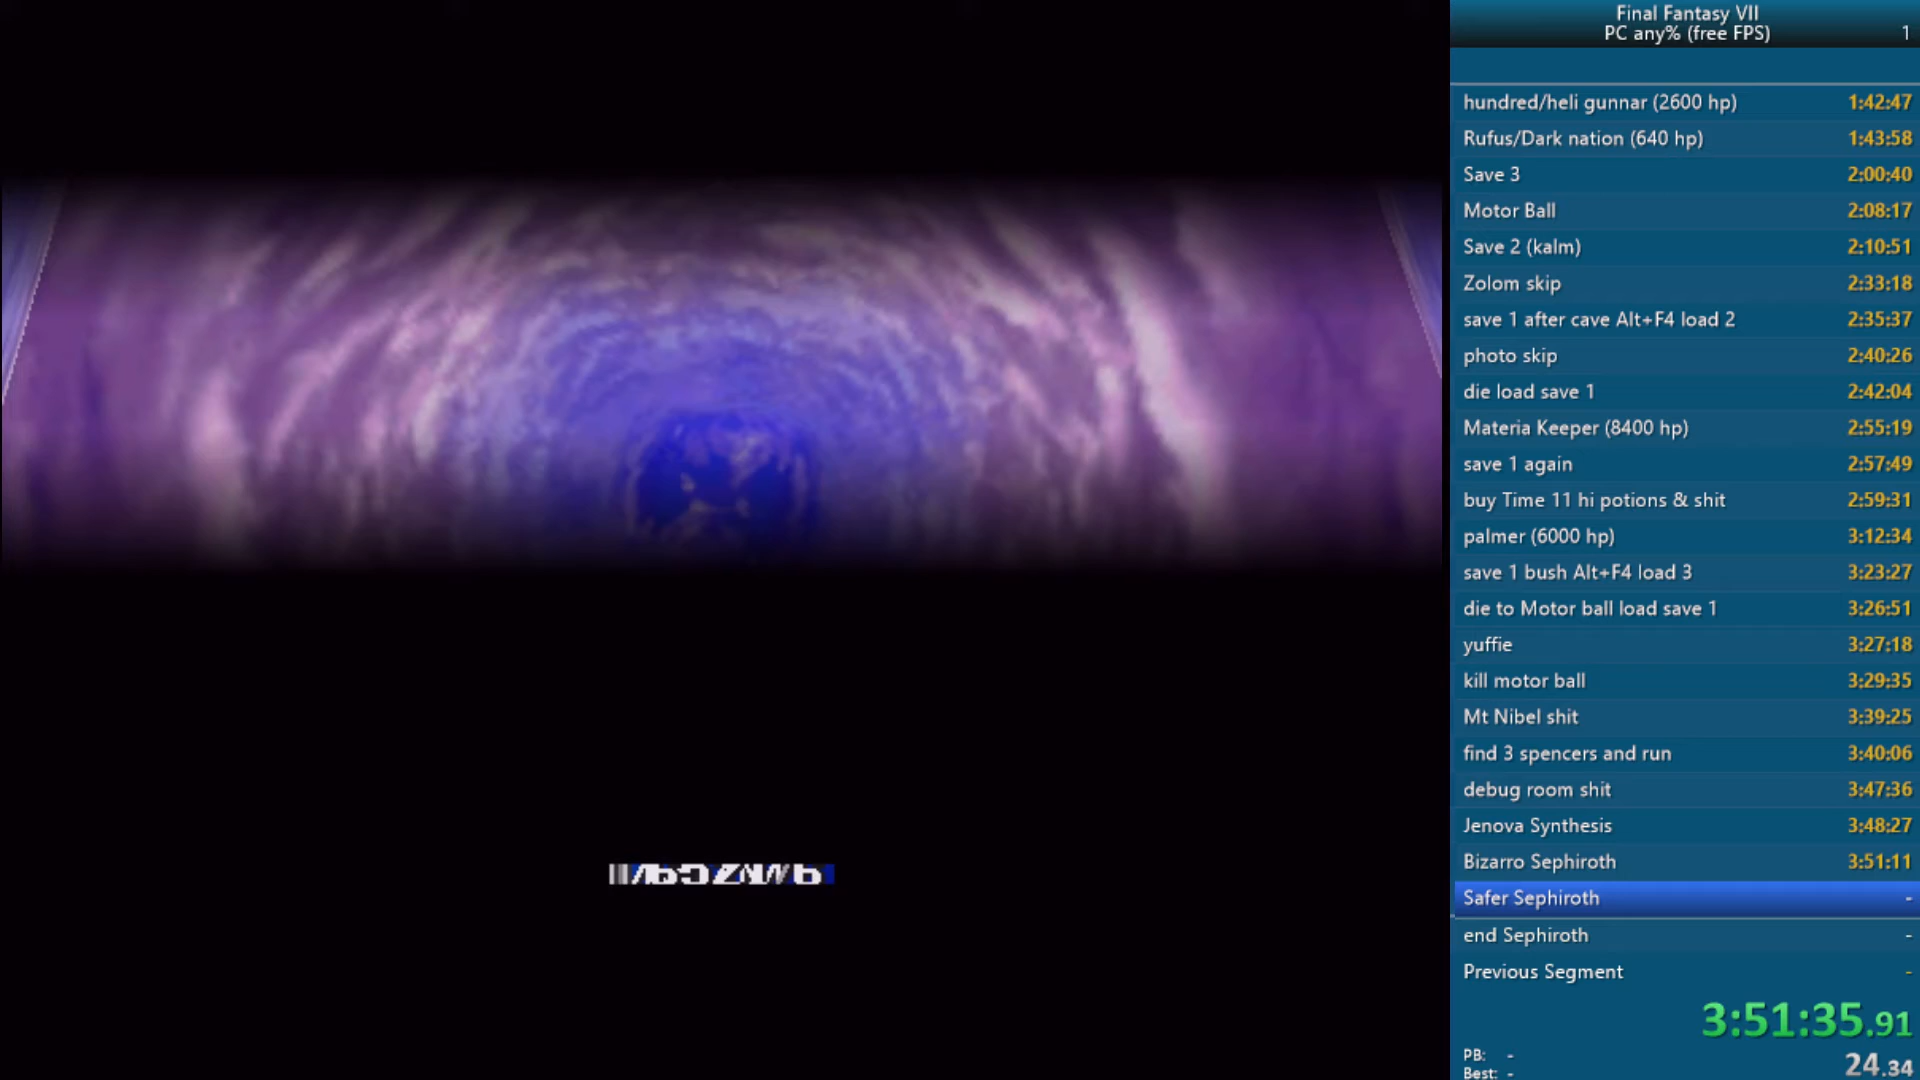 Final Fantasy VII
PC any% (free FPS) 1
hundred/heli gunnar (2600 hp) 1:42:47
Rufus/Dark nation (640 hp) 1:43:58
Save 3 2:00:40
Motor Ball 2:08:17
Save 2 (kalm) 2:10:51
Zolom skip 2:33:18
save 1 after cave Alt+F4 load 2 2:35:37
photo skip 2:40:26
die load save 1 2:42:04
Materia Keeper (8400 hp) 2:55:19
save 1 again 2:57:49
buy Time 11 hi potions & shit 2:59:31
palmer (6000 hp) 3:12:34
save 1 bush Alt+F4 load 3 3:23:27
die to Motor ball load save 1 3:26:51
yuffie 3:27:18
kill motor ball 3:29:35
Mt Nibel shit 3:39:25
find 3 spencers and run 3:40:06
debug room shit 3:47:36
Jenova Synthesis 3:48:27
Bizarro Sephiroth 3:51:11
Safer Sephiroth -
end Sephiroth -
Previous Segment -
3:51:35.91
PB: -
Best: - 24.34